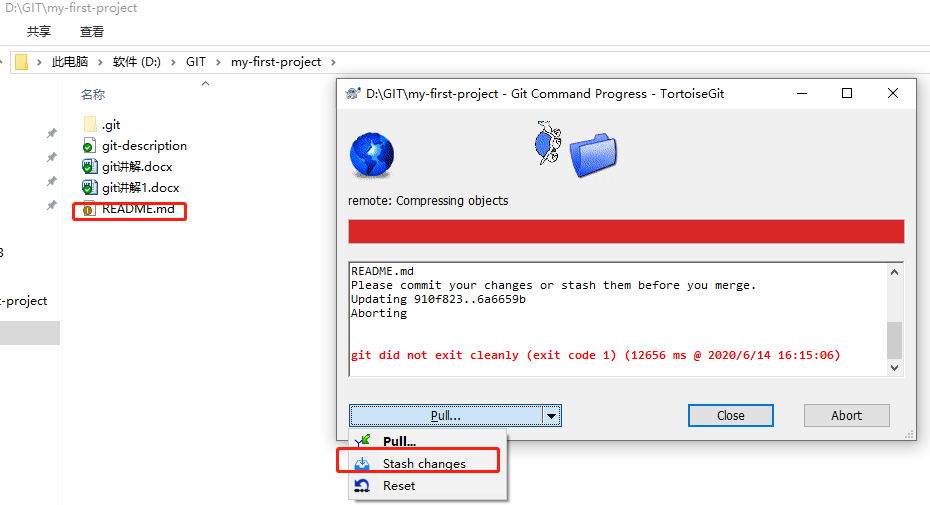 D:\GIT\my-first-project
共享 查看
此电脑 软件 (D:) GIT my-first-project
名称
.git
git-description
git讲解.docx
git讲解1.docx
README.md
3
t-project
D:\GIT\my-first-project - Git Command Progress - TortoiseGit
remote: Compressing objects
README.md
Please commit your changes or stash them before you merge.
Updating 910f823..6a6659b
Aborting
git did not exit cleanly (exit code 1) (12656 ms @ 2020/6/14 16:15:06)
Pull... Close Abort
Pull...
Stash changes
Reset